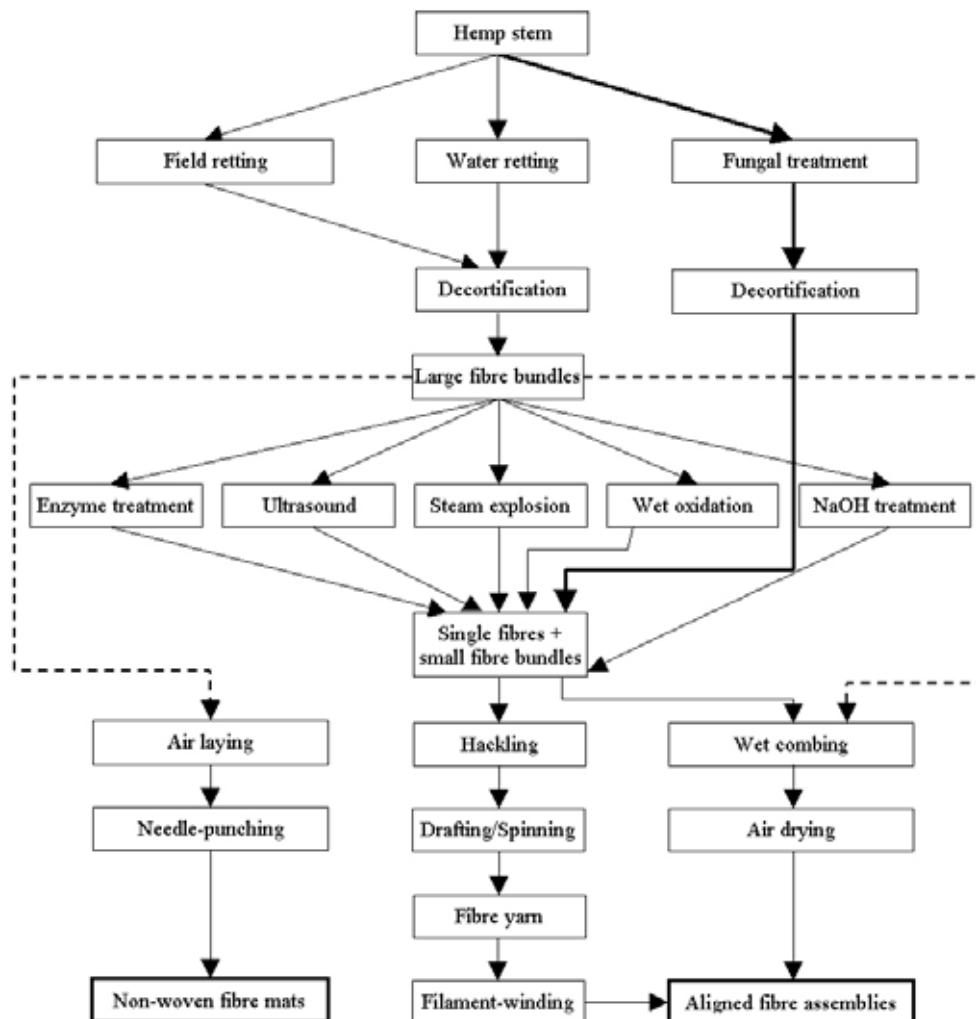 Hemp stem
Field retting
Water retting
Fungal treatment
Decortification
Decortification
Large fibre bundles
Enzyme treatment
Ultrasound
Steam explosion
Wet oxidation
NaOH treatment
Single fibres +
small fibre bundles
Air laying
Hackling
Wet combing
Needle-punching
Drafting/Spinning
Air drying
Fibre yarn
Non-woven fibre mats
Filament-winding
Aligned fibre assemblies